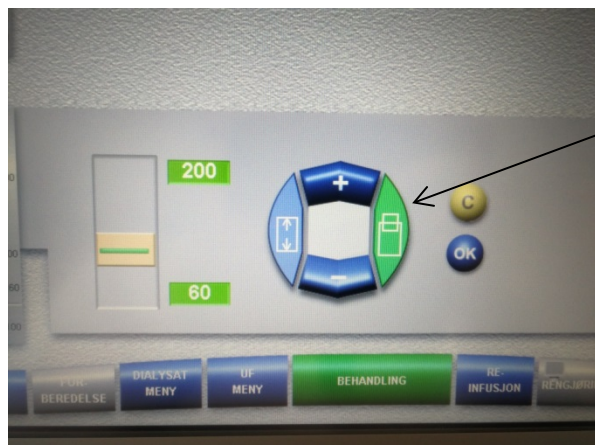 200
+
C
OK
60
−
FOR-
BEREDELSE
DIALYSAT
MENY
UF
MENY
BEHANDLING
RE-
INFUSJON